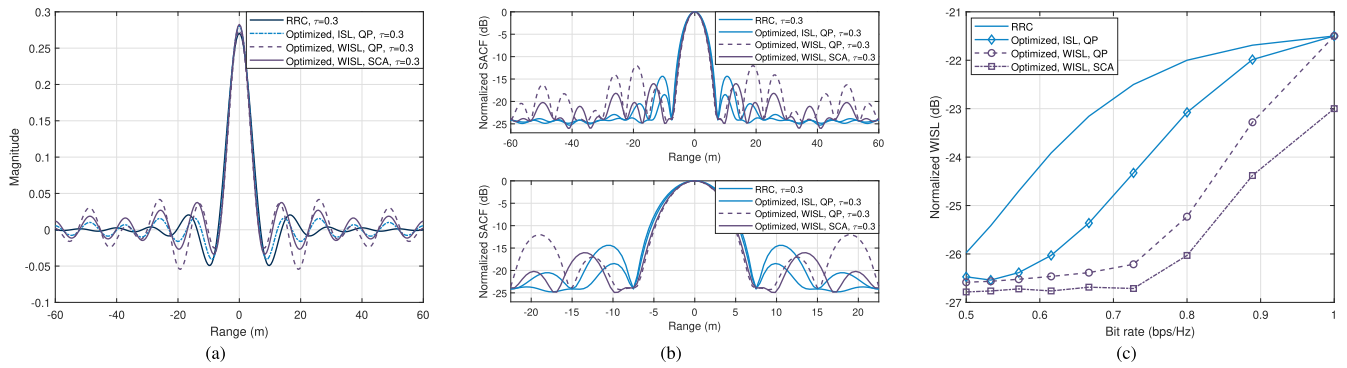 0.3
0.25
0.2
0.15
0.1
0.05
0
-0.05
-0.1
Magnitude
RRC, τ=0.3
Optimized, ISL, QP, τ=0.3
Optimized, WISL, QP, τ=0.3
Optimized, WISL, SCA, τ=0.3
-60 -40 -20 0 20 40 60
Range (m)
(a)
0
-5
-10
-15
-20
-25
Normalized SACF (dB)
RRC, τ=0.3
Optimized, ISL, QP, τ=0.3
Optimized, WISL, QP, τ=0.3
Optimized, WISL, SCA, τ=0.3
-60 -40 -20 0 20 40 60
Range (m)
0
-5
-10
-15
-20
-25
Normalized SACF (dB)
RRC, τ=0.3
Optimized, ISL, QP, τ=0.3
Optimized, WISL, QP, τ=0.3
Optimized, WISL, SCA, τ=0.3
-20 -15 -10 -5 0 5 10 15 20
Range (m)
(b)
-21
-22
-23
-24
-25
-26
-27
Normalized WISL (dB)
RRC
Optimized, ISL, QP
Optimized, WISL, QP
Optimized, WISL, SCA
0.5 0.6 0.7 0.8 0.9 1
Bit rate (bps/Hz)
(c)